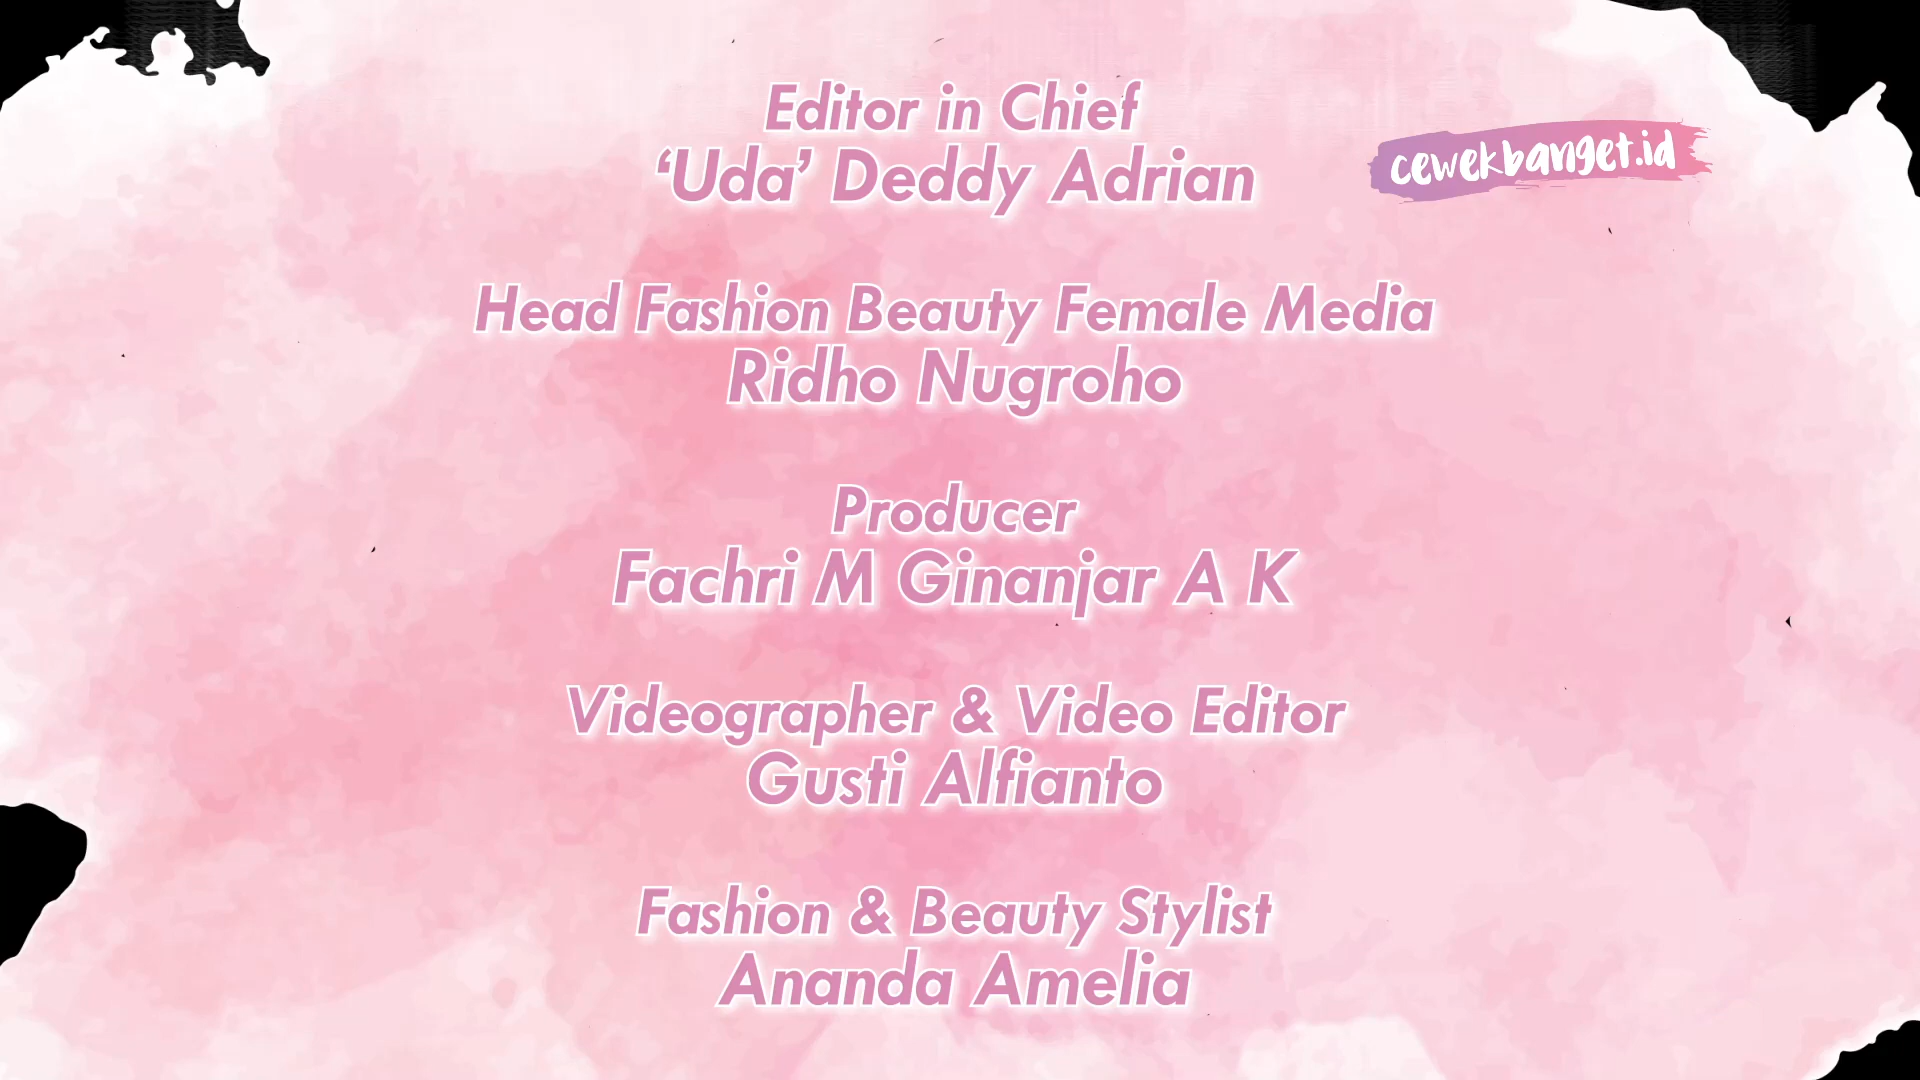 Editor in Chief
‘Uda’ Deddy Adrian
cewekbanget.id
Head Fashion Beauty Female Media
Ridho Nugroho
Producer
Fachri M Ginanjar A K
Videographer & Video Editor
Gusti Alfianto
Fashion & Beauty Stylist
Ananda Amelia